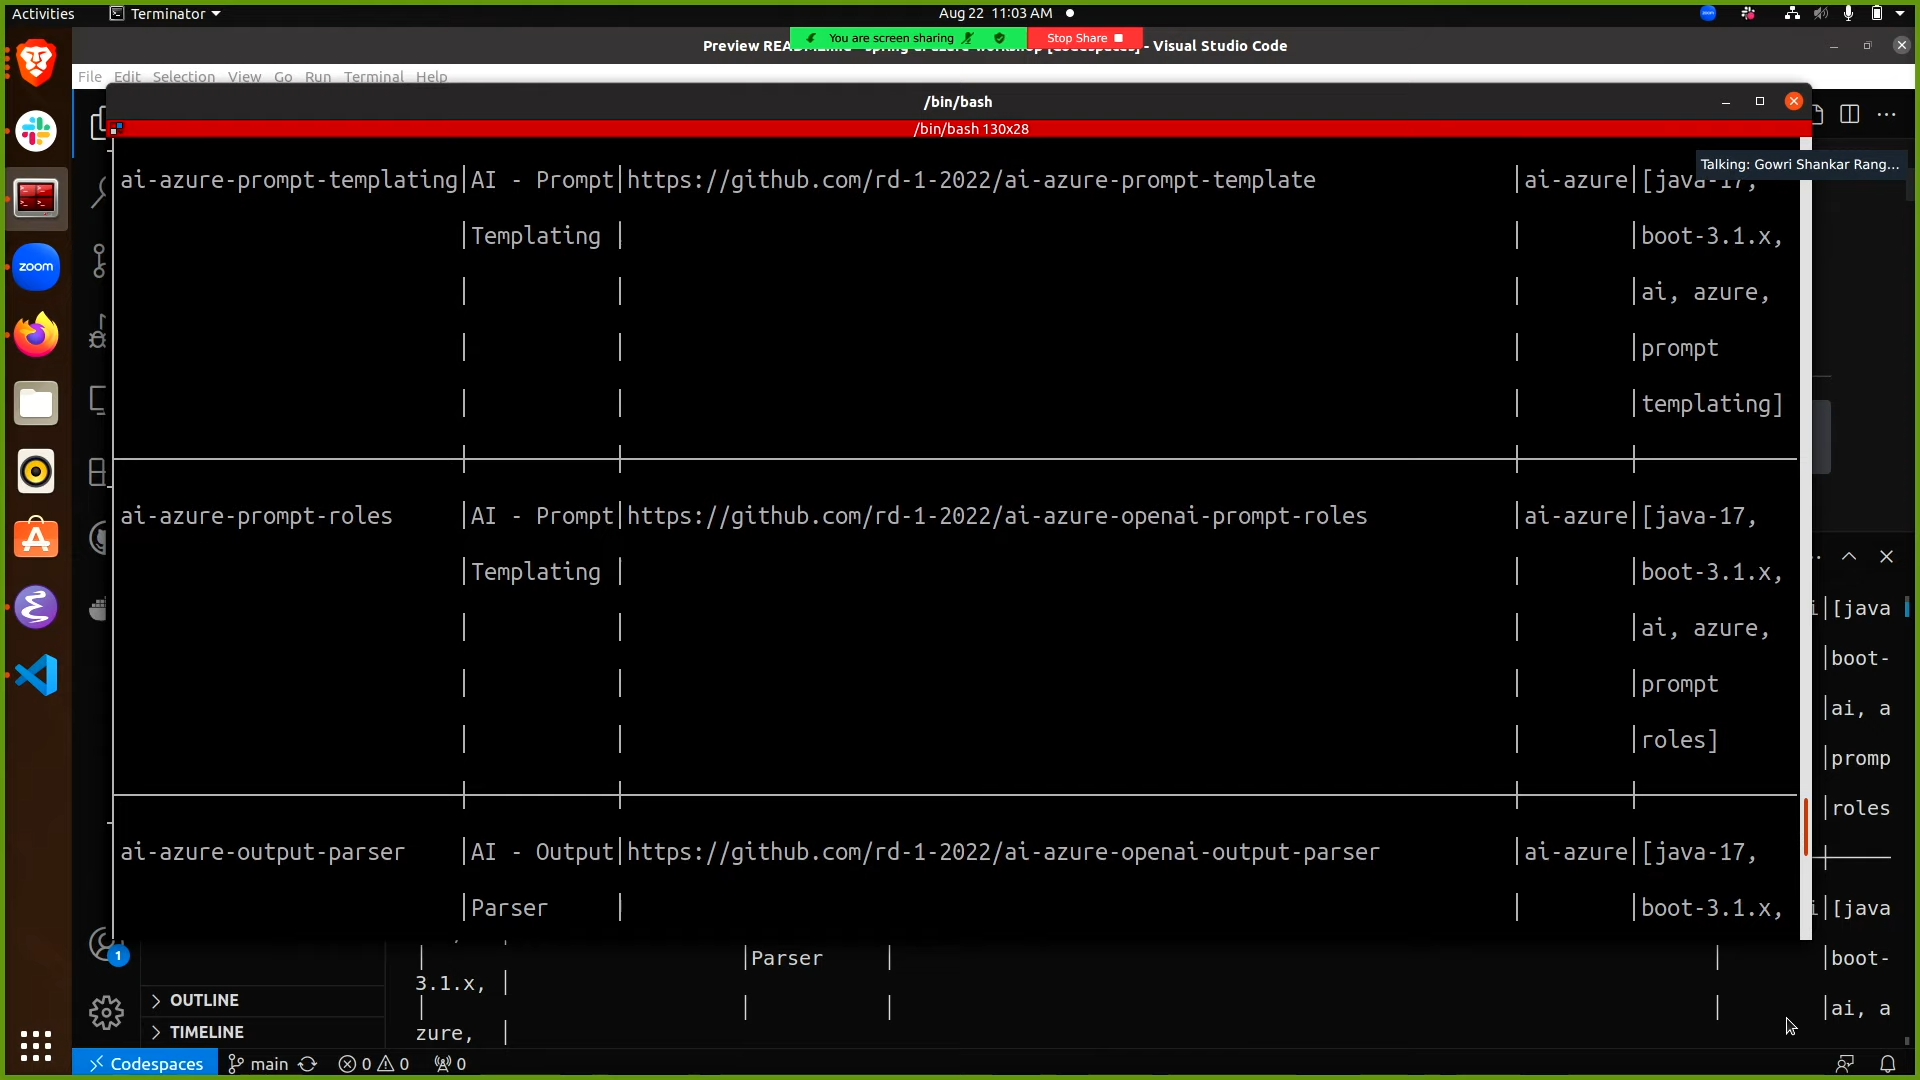 Activities
Terminator
Aug 22 11:03 AM
zoom
You are screen sharing
Stop Share
Preview READ
[Codespaces] - Visual Studio Code
File Edit Selection View Go Run Terminal Help
/bin/bash
/bin/bash 130x28
Talking: Gowri Shankar Rang...
ai-azure-prompt-templating|AI - Prompt|https://github.com/rd-1-2022/ai-azure-prompt-template |ai-azure|[java-17,
|Templating | | |boot-3.1.x,
| | | |ai, azure,
| | | |prompt
| | | |templating]
ai-azure-prompt-roles |AI - Prompt|https://github.com/rd-1-2022/ai-azure-openai-prompt-roles |ai-azure|[java-17,
|Templating | | |boot-3.1.x,
| | | |ai, azure,
| | | |prompt
| | | |roles]
ai-azure-output-parser |AI - Output|https://github.com/rd-1-2022/ai-azure-openai-output-parser |ai-azure|[java-17,
|Parser | | |boot-3.1.x,
zoom
i|[java
|boot-
|ai, a
|promp
|roles
i|[java
| |Parser | | |boot-
3.1.x, |
| | | | |ai, a
zure, |
1
OUTLINE
TIMELINE
Codespaces
main
0 0
0